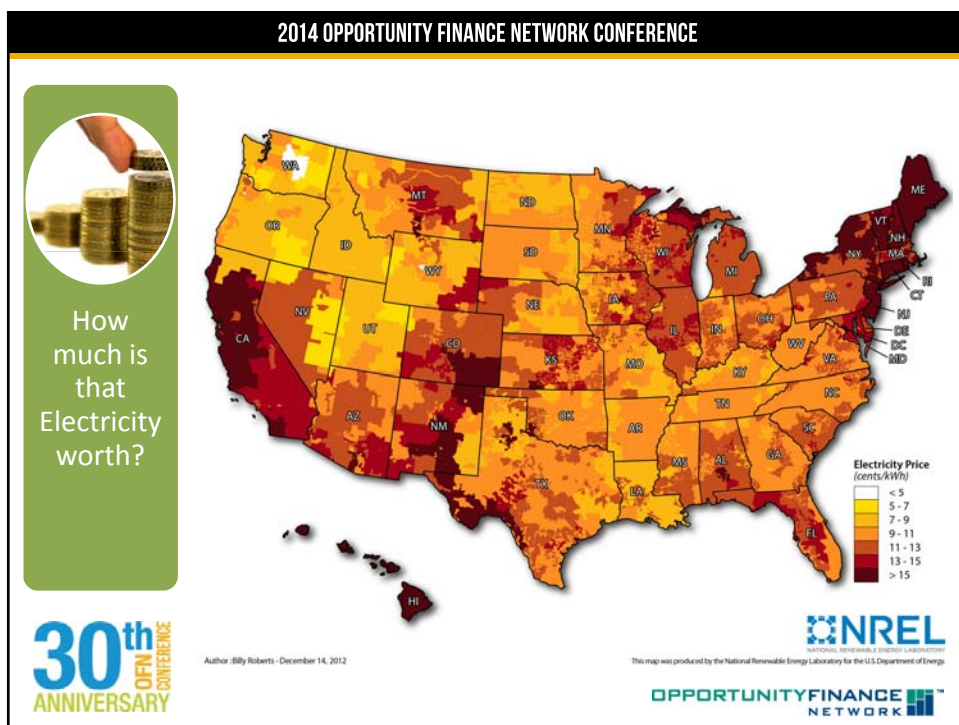 2014 OPPORTUNITY FINANCE NETWORK CONFERENCE
How
much is
that
Electricity
worth?
WA
OR
CA
ID
NV
MT
WY
UT
AZ
CO
NM
ND
SD
NE
KS
OK
TX
MN
IA
MO
AR
LA
WI
IL
MI
IN
OH
KY
TN
MS
AL
GA
FL
SC
NC
VA
WV
PA
NY
ME
VT
NH
MA
RI
CT
NJ
DE
DC
MD
HI
Electricity Price
(cents/kWh)
< 5
5 - 7
7 - 9
9 - 11
11 - 13
13 - 15
> 15
30th
OFN
CONFERENCE
ANNIVERSARY
Author :Billy Roberts - December 14, 2012
NREL
NATIONAL RENEWABLE ENERGY LABORATORY
This map was produced by the National Renewable Energy Laboratory for the U.S. Department of Energy.
OPPORTUNITYFINANCE
NETWORK
TM